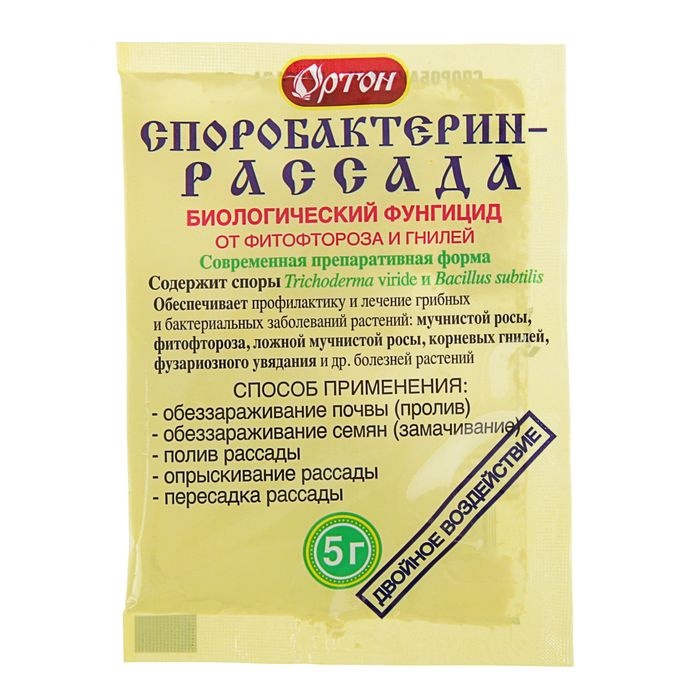 Ортон
СПОРОБАКТЕРИН-
РАССАДА
БИОЛОГИЧЕСКИЙ ФУНГИЦИД
ОТ ФИТОФТОРОЗА И ГНИЛЕЙ
Современная препаративная форма
Содержит споры Trichoderma viride и Bacillus subtilis
Обеспечивает профилактику и лечение грибных
и бактериальных заболеваний растений: мучнистой росы,
фитофтороза, ложной мучнистой росы, корневых гнилей,
фузариозного увядания и др. болезней растений
СПОСОБ ПРИМЕНЕНИЯ:
- обеззараживание почвы (пролив)
- обеззараживание семян (замачивание)
- полив рассады
- опрыскивание рассады
- пересадка рассады
5 г
ДВОЙНОЕ ВОЗДЕЙСТВИЕ